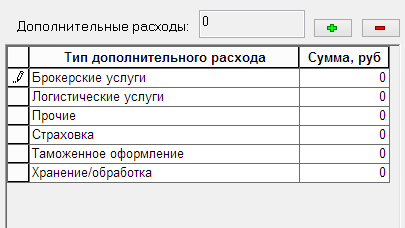 Дополнительные расходы: 0
Тип дополнительного расхода Сумма, руб
Брокерские услуги 0
Логистические услуги 0
Прочие 0
Страховка 0
Таможенное оформление 0
Хранение/обработка 0